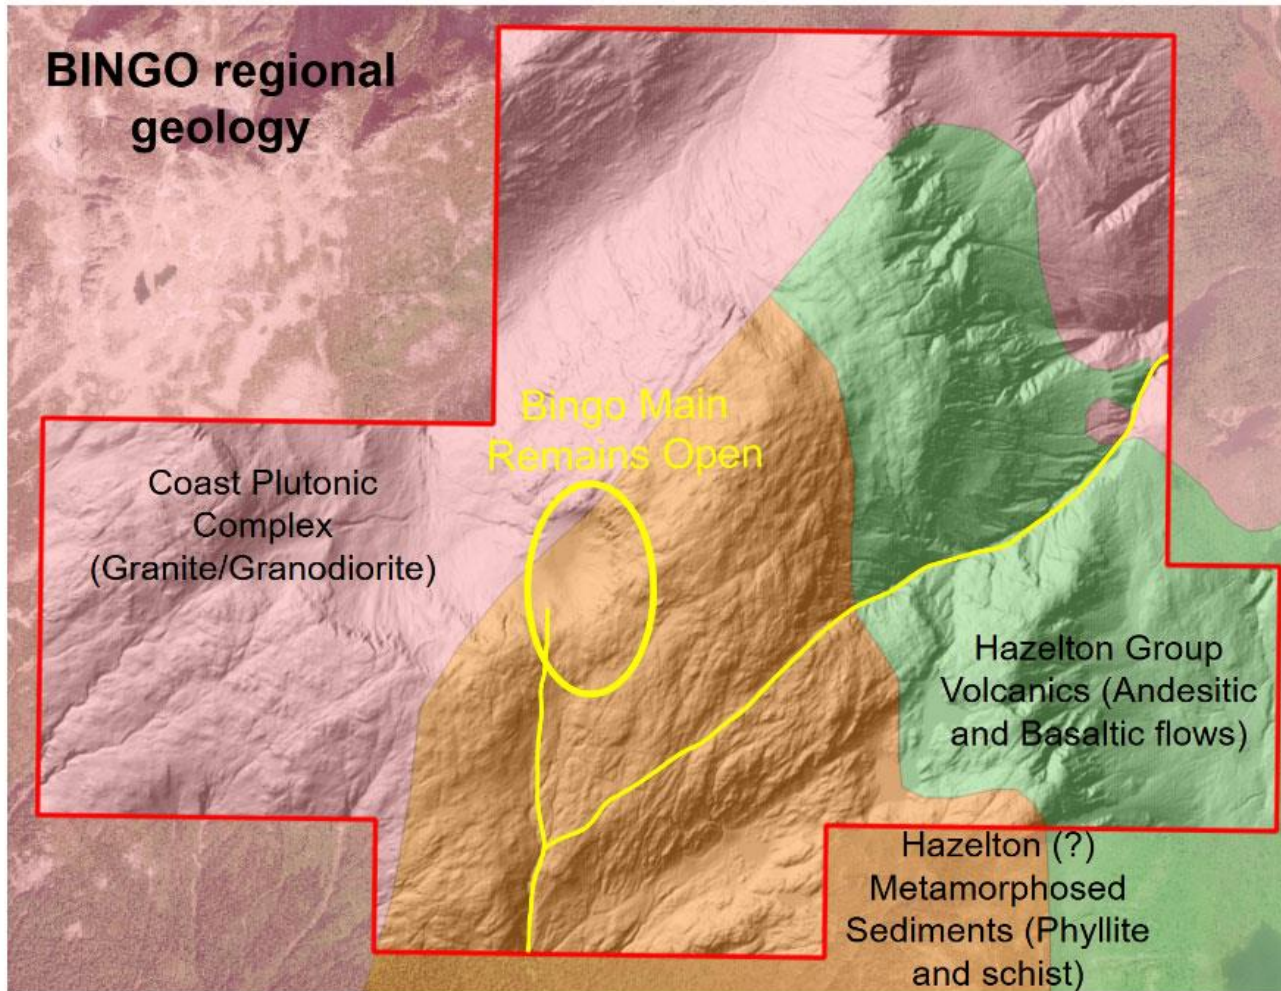 BINGO regional
geology
Bingo Main
Remains Open
Coast Plutonic
Complex
(Granite/Granodiorite)
Hazelton Group
Volcanics (Andesitic
and Basaltic flows)
Hazelton (?)
Metamorphosed
Sediments (Phyllite
and schist)